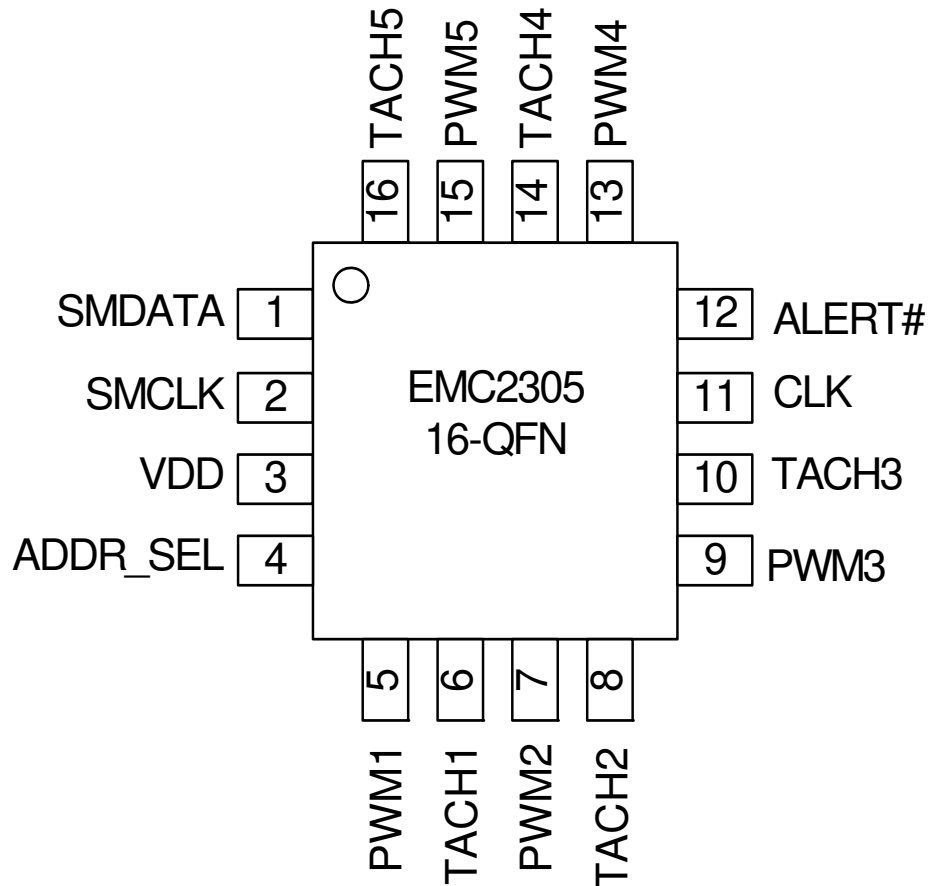 TACH5 PWM5 TACH4 PWM4
16 15 14 13
SMDATA 1 12 ALERT#
SMCLK 2 EMC2305 11 CLK
16-QFN
VDD 3 10 TACH3
ADDR_SEL 4 9 PWM3
5 6 7 8
PWM1 TACH1 PWM2 TACH2